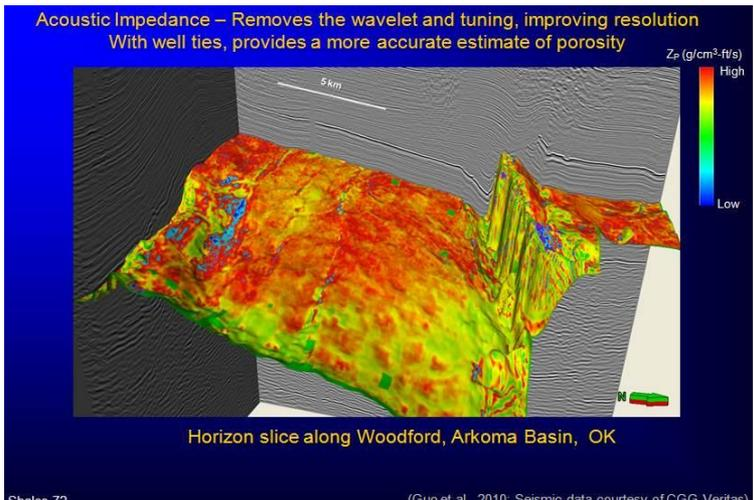 Acoustic Impedance – Removes the wavelet and tuning, improving resolution
With well ties, provides a more accurate estimate of porosity
Z_P (g/cm³-ft/s)
High
Low
5 km
N
Horizon slice along Woodford, Arkoma Basin, OK
Shales-72
(Guo et al., 2010; Seismic data courtesy of CGG Veritas)